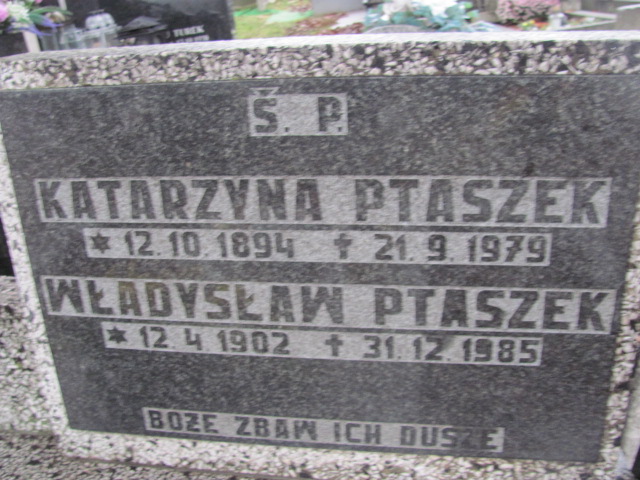 Ś. P.
KATARZYNA PTASZEK
* 12.10.1894 † 21.9.1979
WŁADYSŁAW PTASZEK
* 12.4 1902 † 31.12.1985
BOŻE ZBAW ICH DUSZE